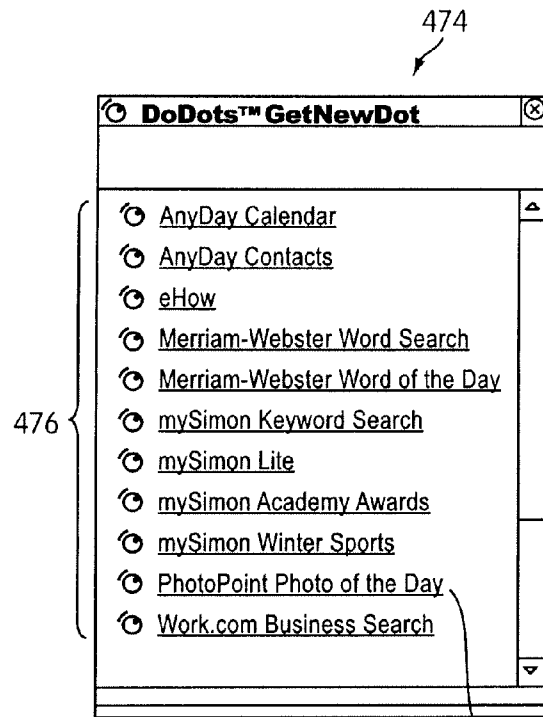 474
DoDots™ GetNewDot
AnyDay Calendar
AnyDay Contacts
eHow
Merriam-Webster Word Search
Merriam-Webster Word of the Day
476
mySimon Keyword Search
mySimon Lite
mySimon Academy Awards
mySimon Winter Sports
PhotoPoint Photo of the Day
Work.com Business Search